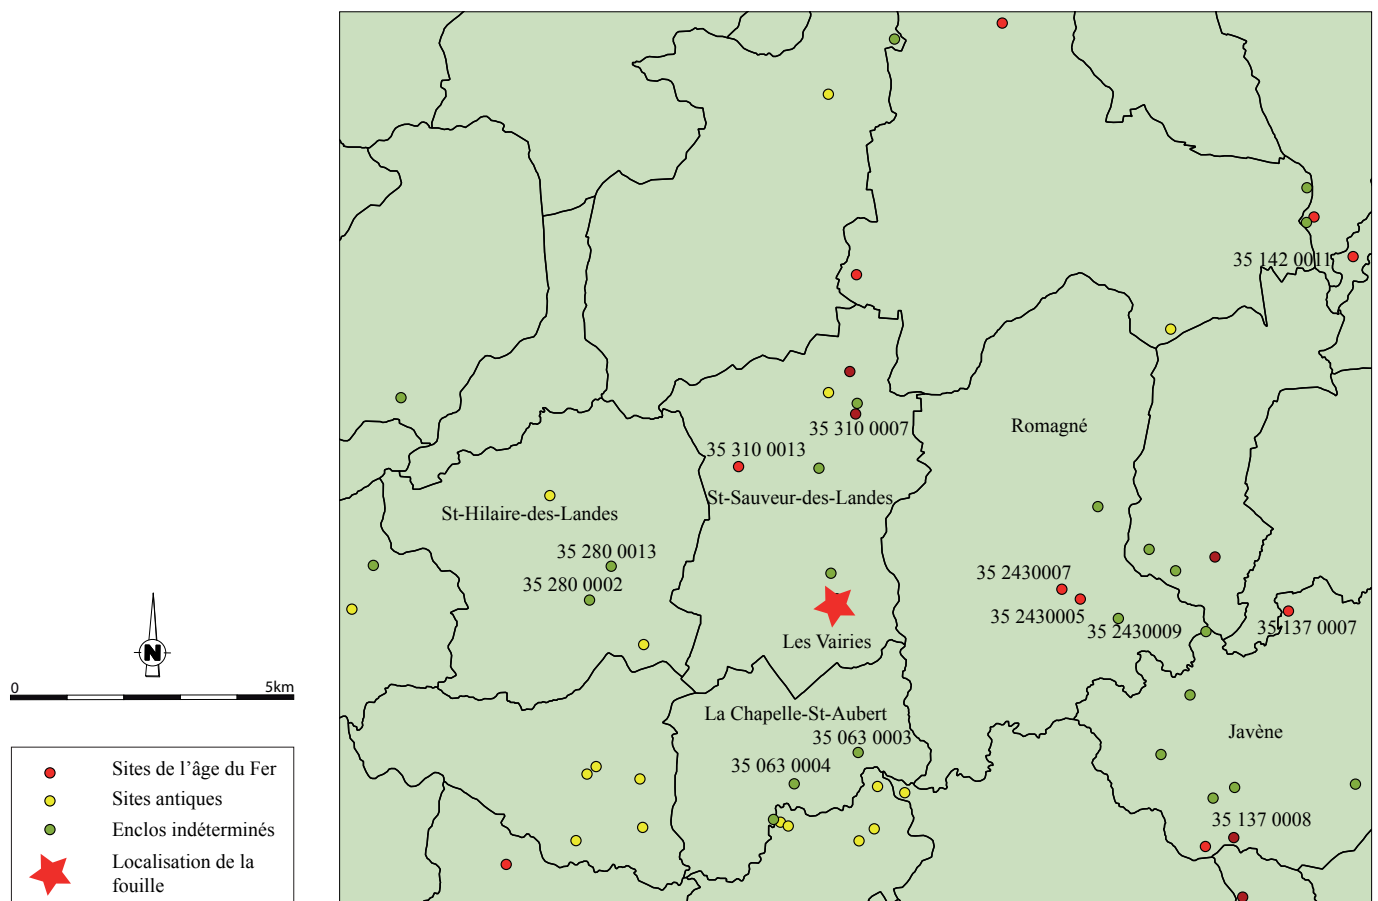 35 142 0011
Romagné
35 310 0007
35 310 0013
St-Sauveur-des-Landes
St-Hilaire-des-Landes
35 280 0013
35 280 0002
35 2430007
35 2430005
35 2430009
35 137 0007
Les Vairies
N
0
5km
La Chapelle-St-Aubert
35 063 0003
35 063 0004
Javène
35 137 0008
Sites de l'âge du Fer
Sites antiques
Enclos indéterminés
Localisation de la
fouille